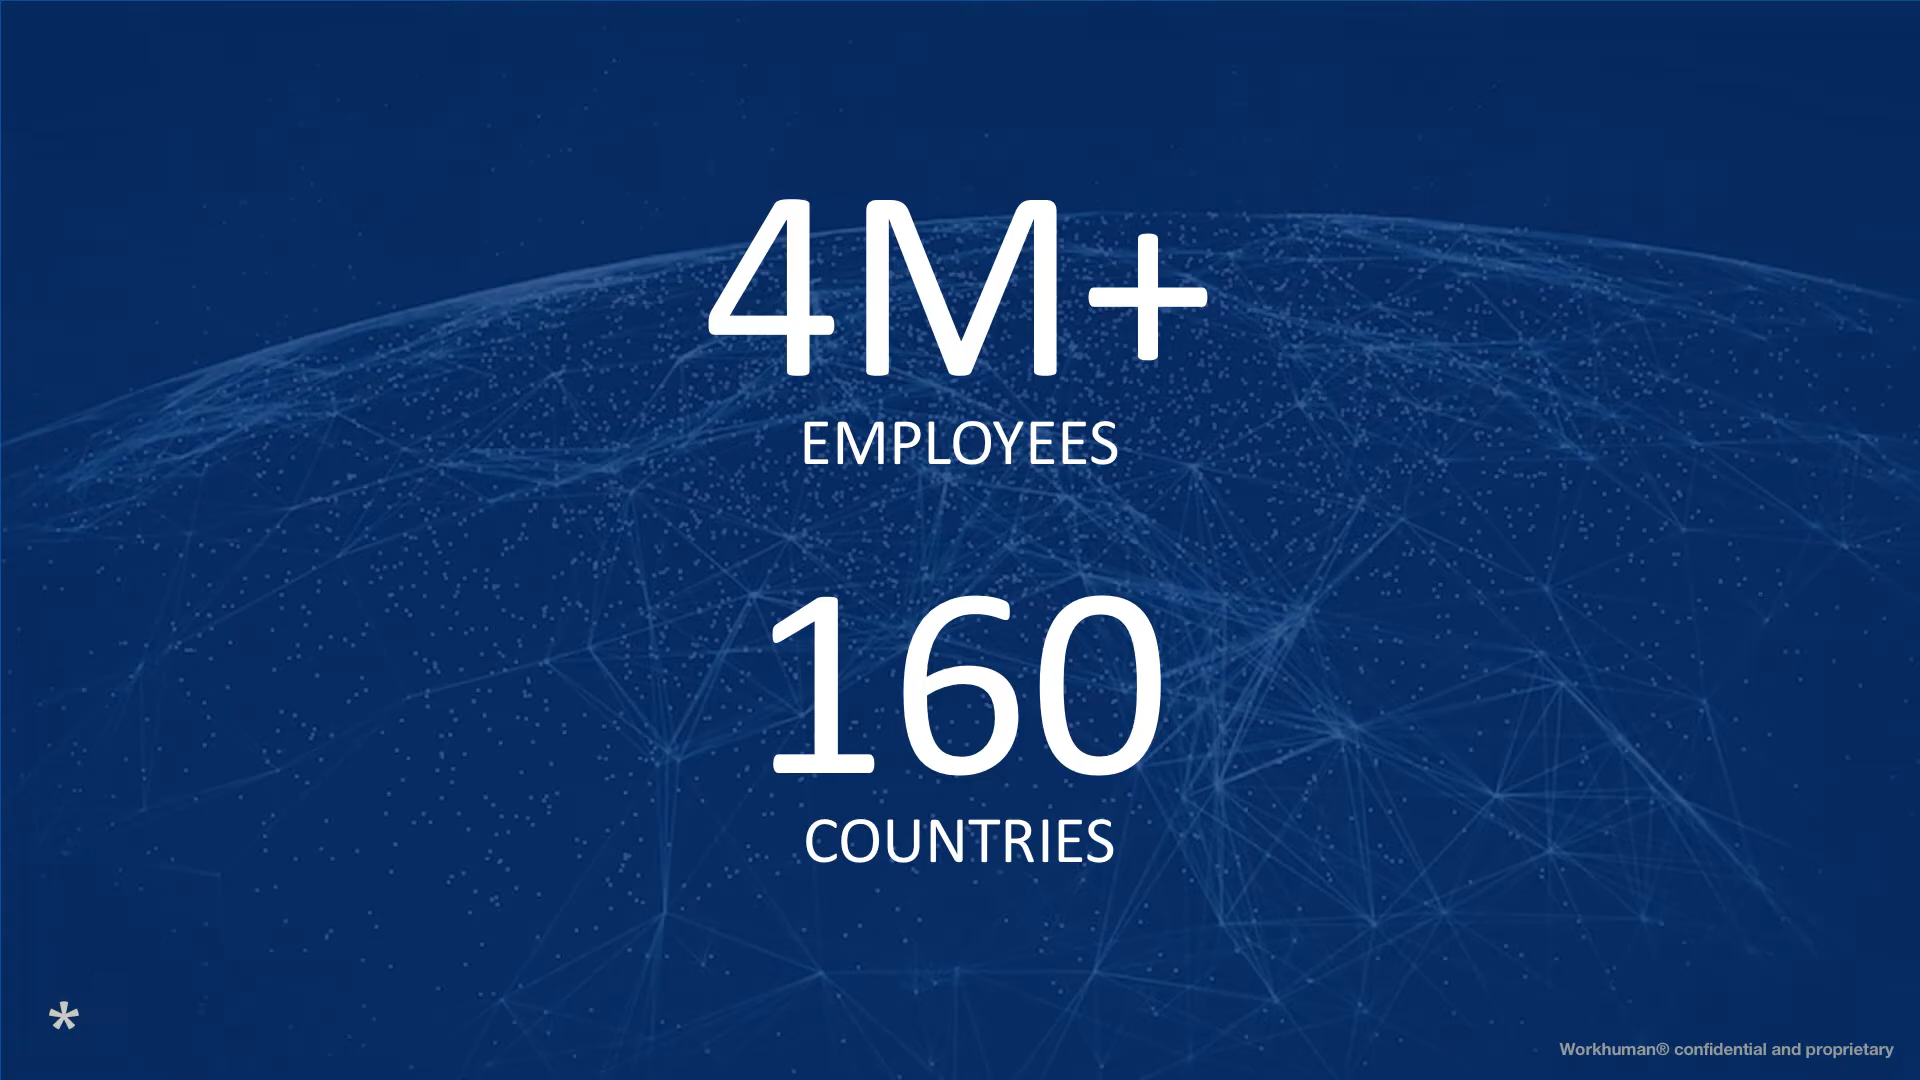 4M+
EMPLOYEES
160
COUNTRIES
*
Workhuman® confidential and proprietary